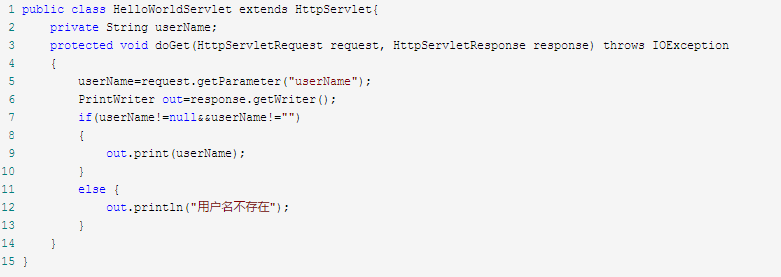 1 public class HelloWorldServlet extends HttpServlet{
2     private String userName;
3     protected void doGet(HttpServletRequest request, HttpServletResponse response) throws IOException
4     {
5         userName=request.getParameter("userName");
6         PrintWriter out=response.getWriter();
7         if(userName!=null&&userName!="")
8         {
9             out.print(userName);
10         }
11         else {
12             out.println("用户名不存在");
13         }
14     }
15 }